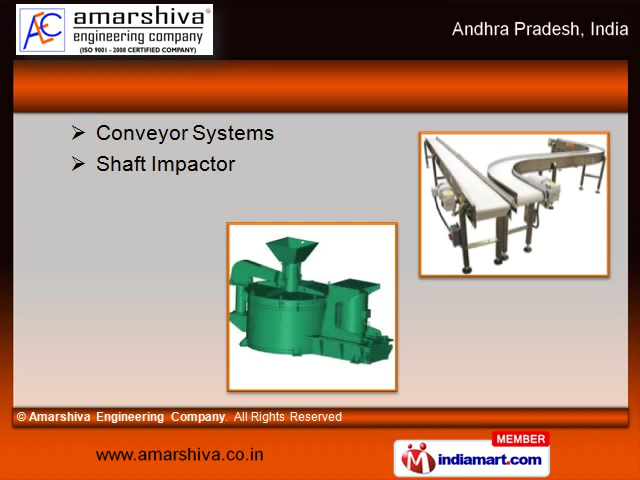 AEC
amarshiva
engineering company
(ISO 9001 - 2008 CERTIFIED COMPANY)
Andhra Pradesh, India
Conveyor Systems
Shaft Impactor
© Amarshiva Engineering Company. All Rights Reserved
www.amarshiva.co.in
MEMBER
indiamart.com